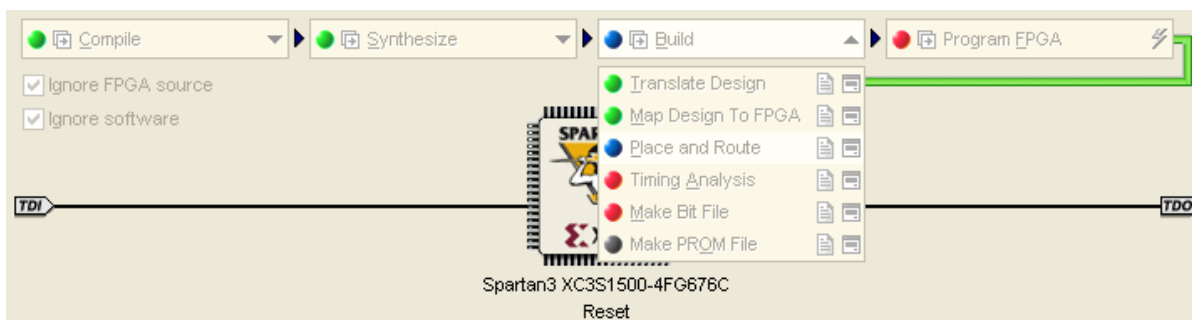 Compile Synthesize Build Program FPGA
Ignore FPGA source
Ignore software
Translate Design
Map Design To FPGA
Place and Route
Timing Analysis
Make Bit File
Make PROM File
SPAR
TDI
TDO
X
Spartan3 XC3S1500-4FG676C
Reset